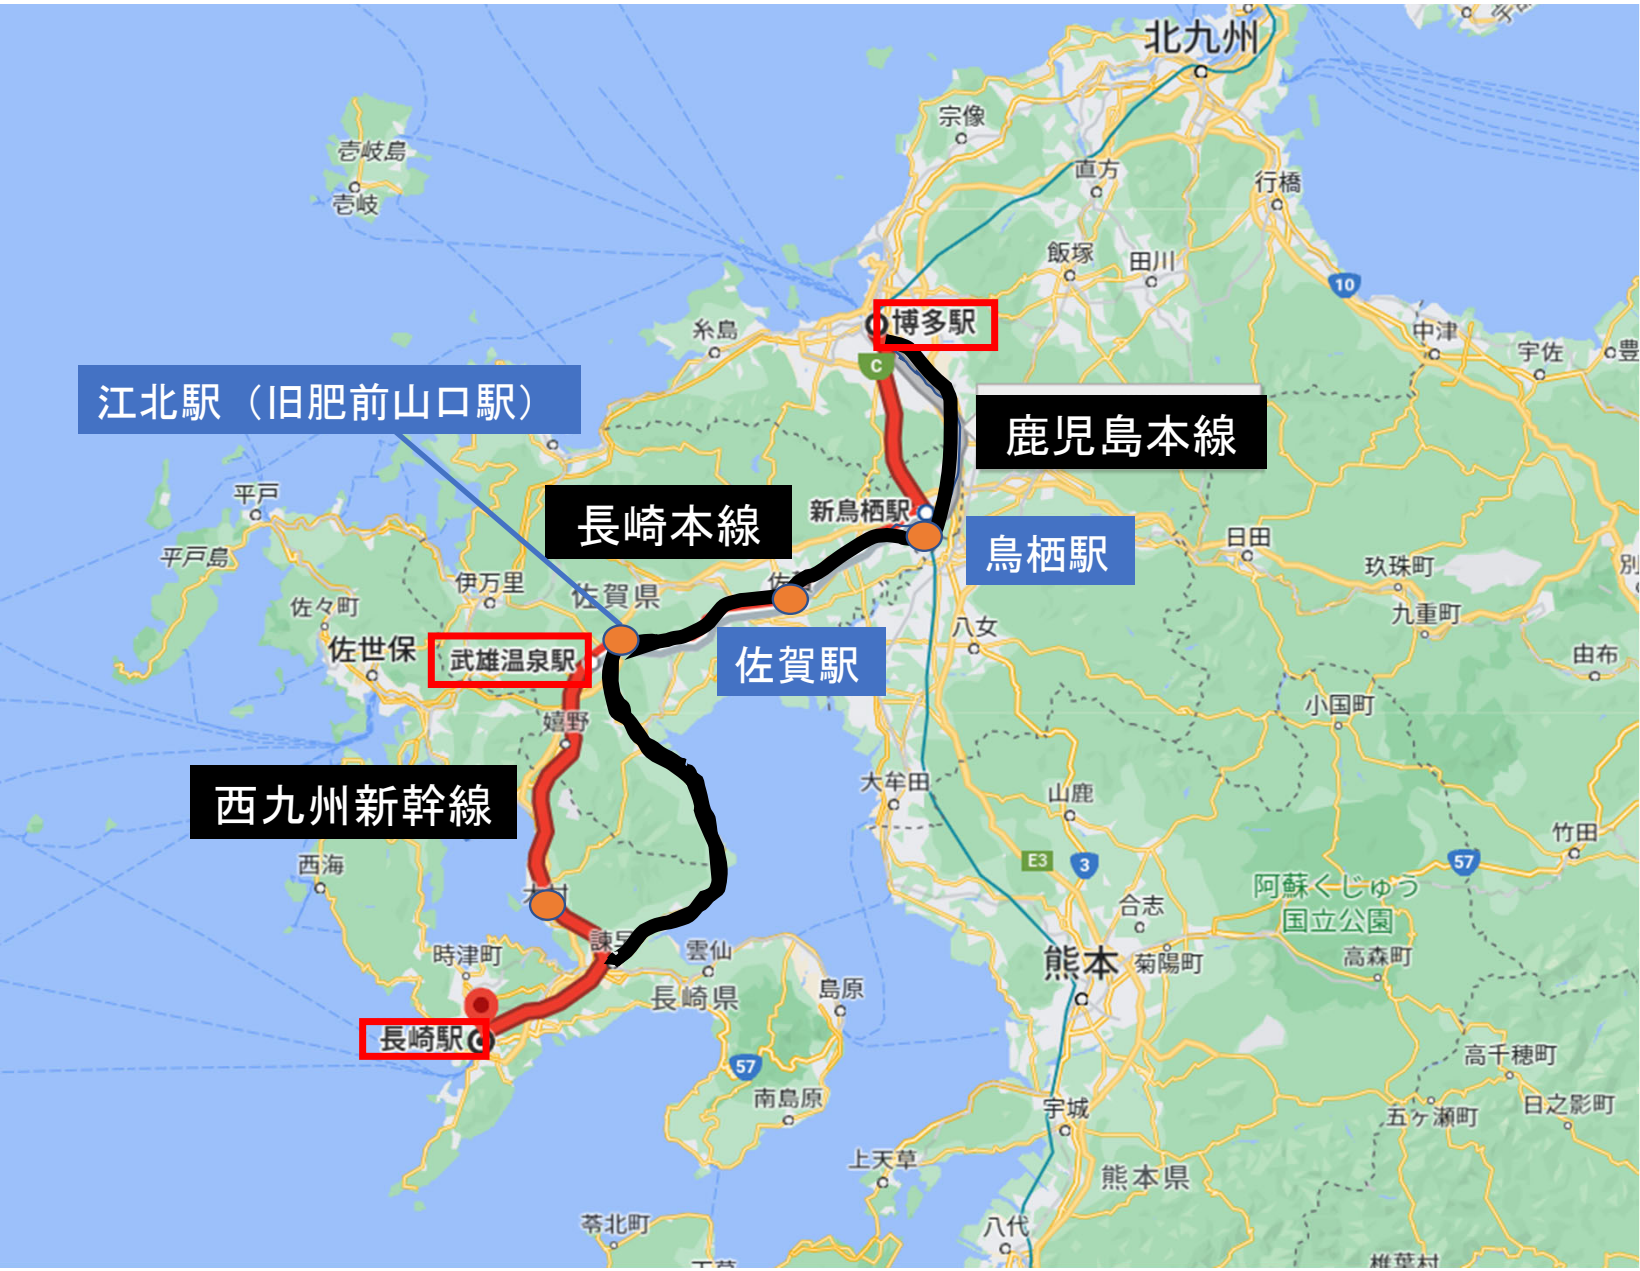 北九州
宗像
壱岐島
壱岐
直方
行橋
飯塚
田川
10
糸島
博多駅
中津
宇佐
豊
C
江北駅（旧肥前山口駅）
鹿児島本線
平戸
長崎本線
新鳥栖駅
鳥栖駅
日田
平戸島
玖珠町
別
伊万里
佐賀県
佐々町
九重町
八女
佐世保
武雄温泉駅
佐賀駅
由布
小国町
嬉野
西九州新幹線
大牟田
山鹿
竹田
西海
E3
3
57
阿蘇くじゅう
国立公園
合志
時津町
諫早
雲仙
熊本
菊陽町
高森町
長崎県
島原
長崎駅
57
高千穂町
南島原
宇城
五ヶ瀬町
日之影町
上天草
熊本県
苓北町
八代
椎葉村